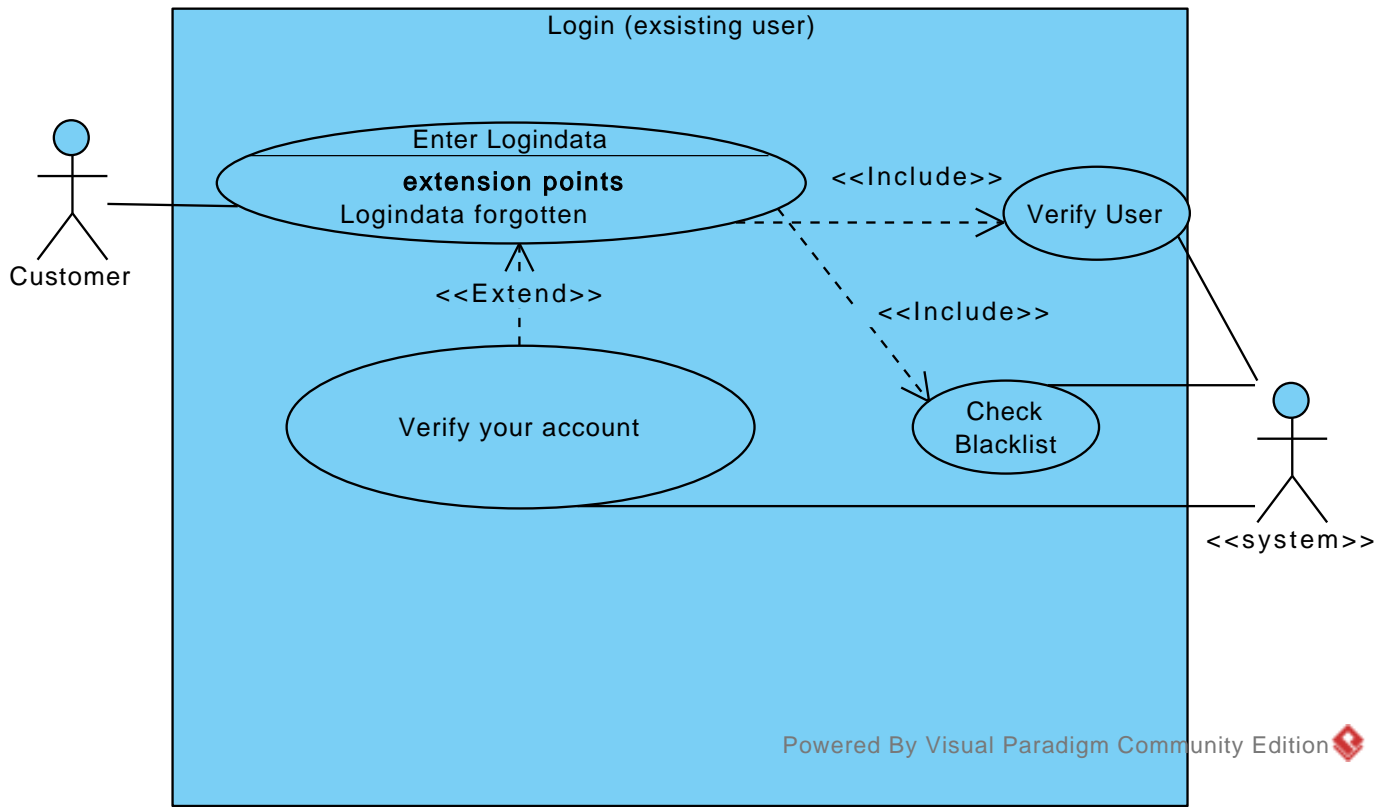 Login (exsisting user)
Enter Logindata
extension points
Logindata forgotten
<<Include>>
Verify User
Customer
<<Extend>>
<<Include>>
Verify your account
Check
Blacklist
<<system>>
Powered By Visual Paradigm Community Edition